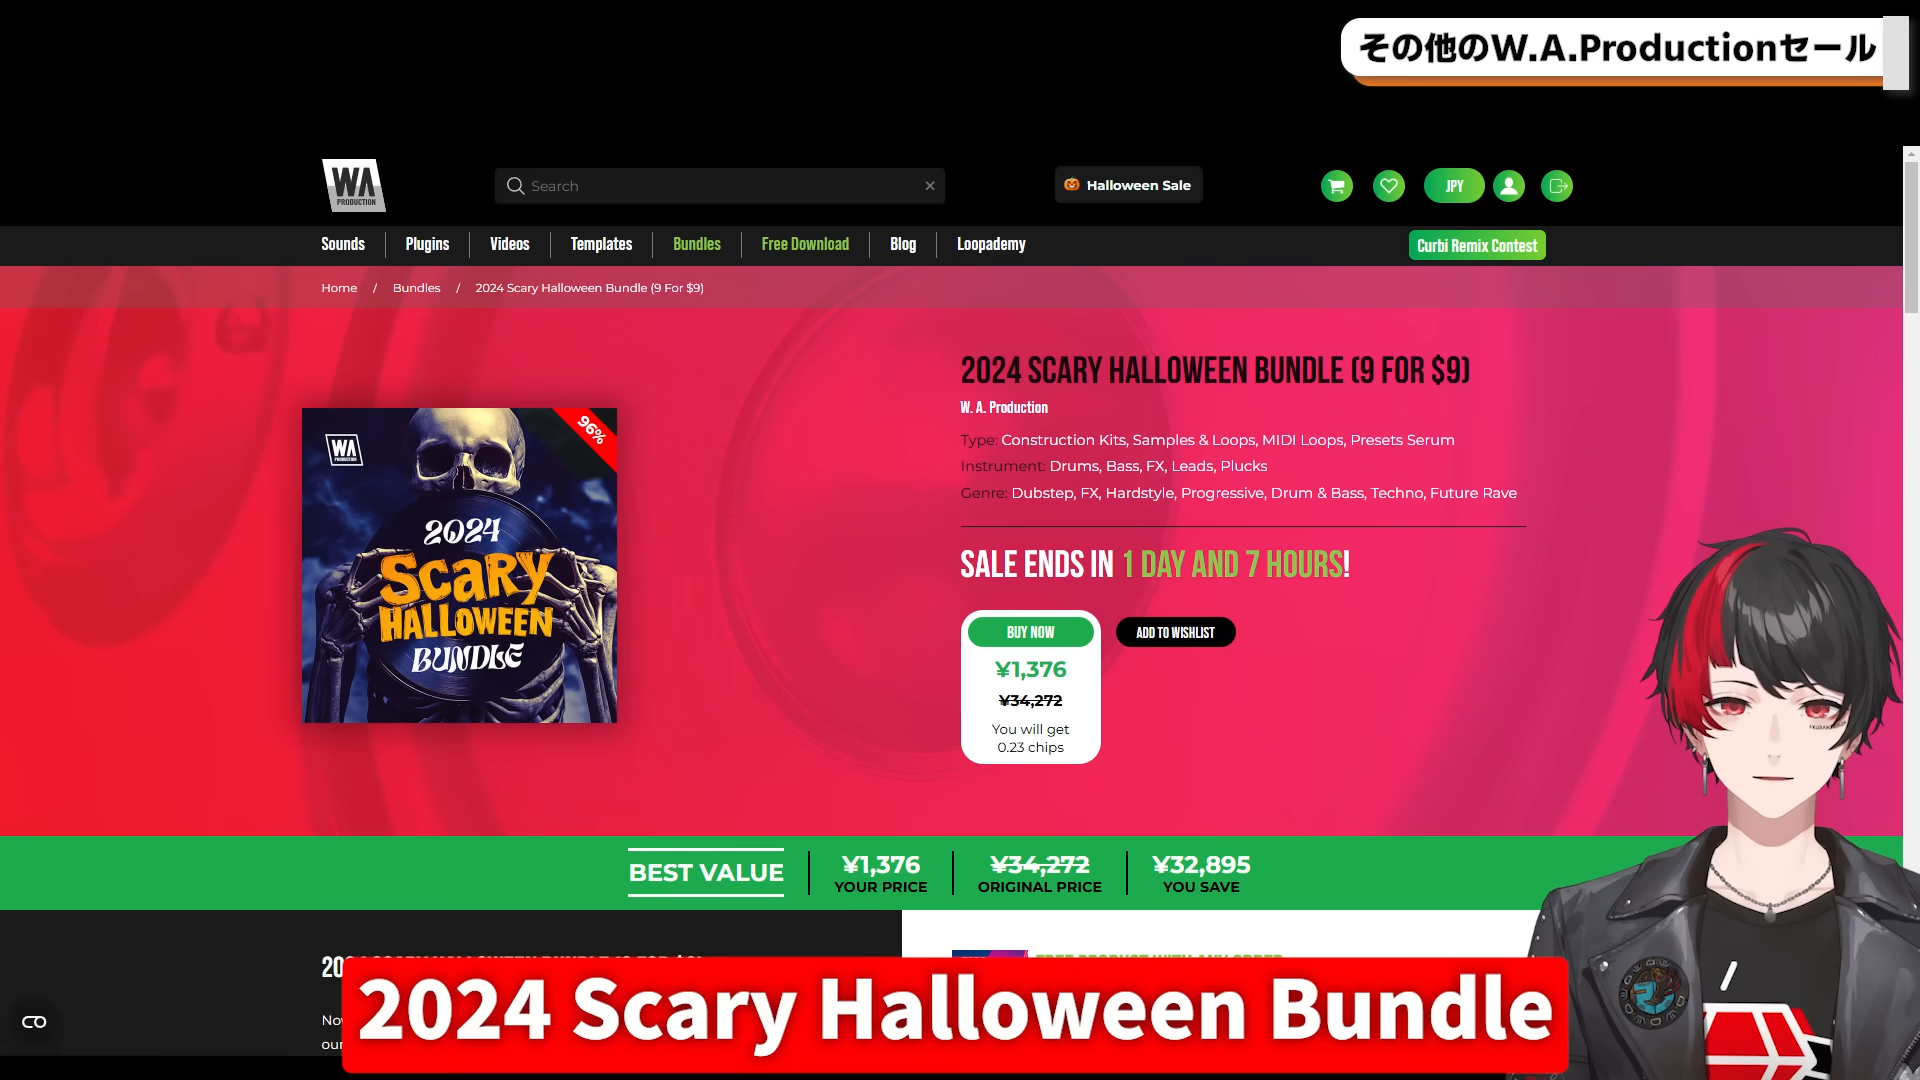 その他のW.A.Productionセール
WA
PRODUCTION
Search
Halloween Sale
JPY
Sounds
Plugins
Videos
Templates
Bundles
Free Download
Blog
Loopademy
Curbi Remix Contest
Home / Bundles / 2024 Scary Halloween Bundle (9 For $9)
2024 SCARY HALLOWEEN BUNDLE (9 FOR $9)
W. A. Production
Type: Construction Kits, Samples & Loops, MIDI Loops, Presets Serum
Instrument: Drums, Bass, FX, Leads, Plucks
Genre: Dubstep, FX, Hardstyle, Progressive, Drum & Bass, Techno, Future Rave
SALE ENDS IN 1 DAY AND 7 HOURS!
BUY NOW
ADD TO WISHLIST
¥1,376
¥34,272
You will get
0.23 chips
WA
PRODUCTION
96%
2024
SCARY
HALLOWEEN
BUNDLE
BEST VALUE
¥1,376
YOUR PRICE
¥34,272
ORIGINAL PRICE
¥32,895
YOU SAVE
2024 Scary Halloween Bundle